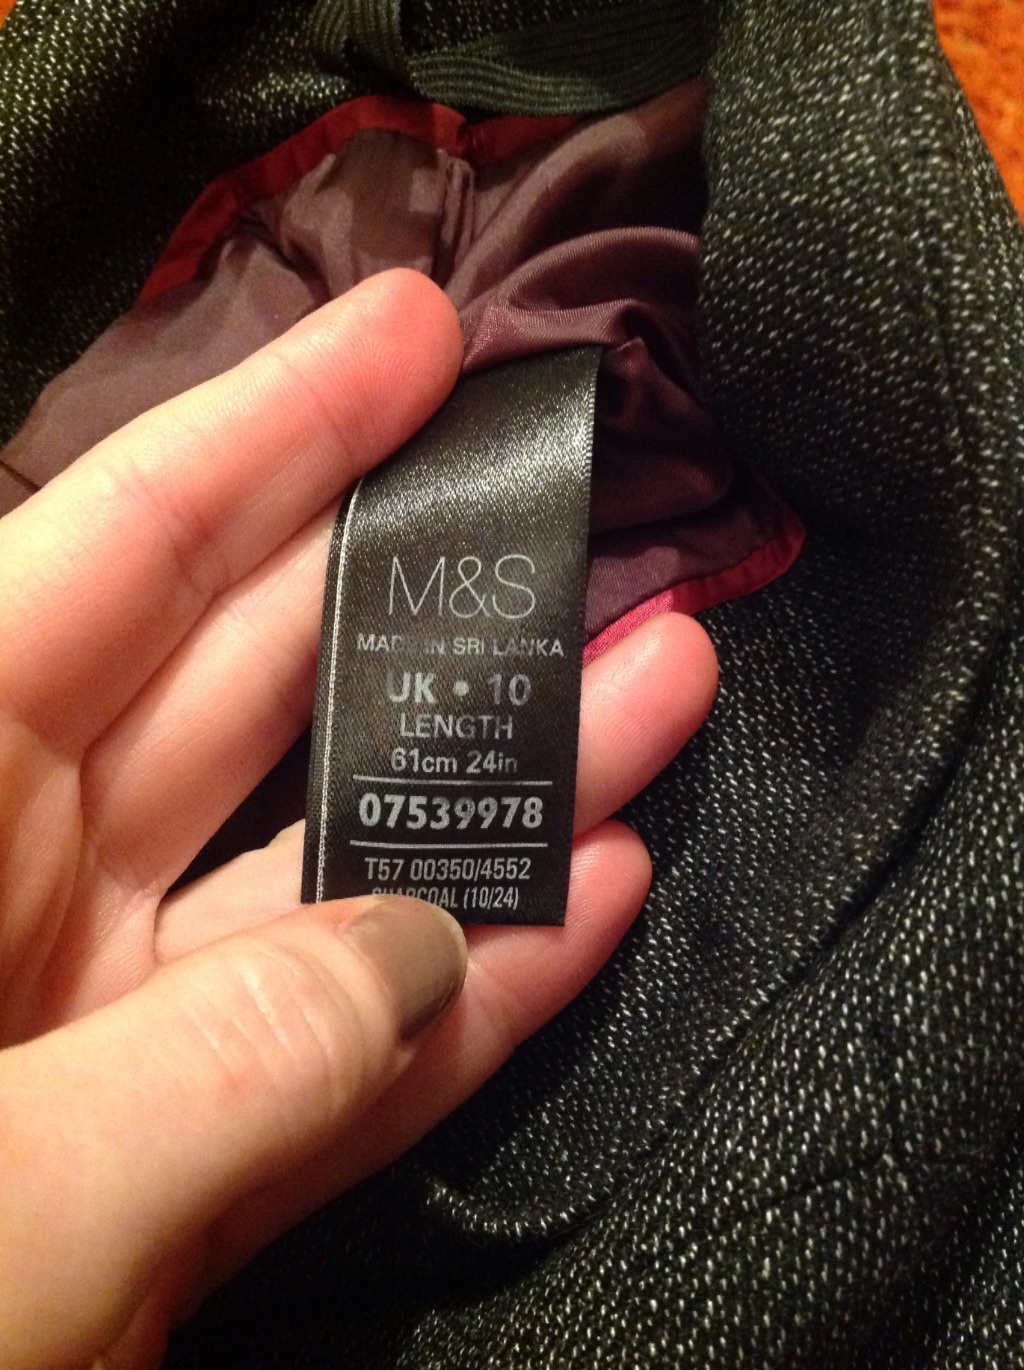 M&S
MADE IN SRI LANKA
UK • 10
LENGTH
61cm 24in
07539978
T57 00350/4552
CHARCOAL (10/24)